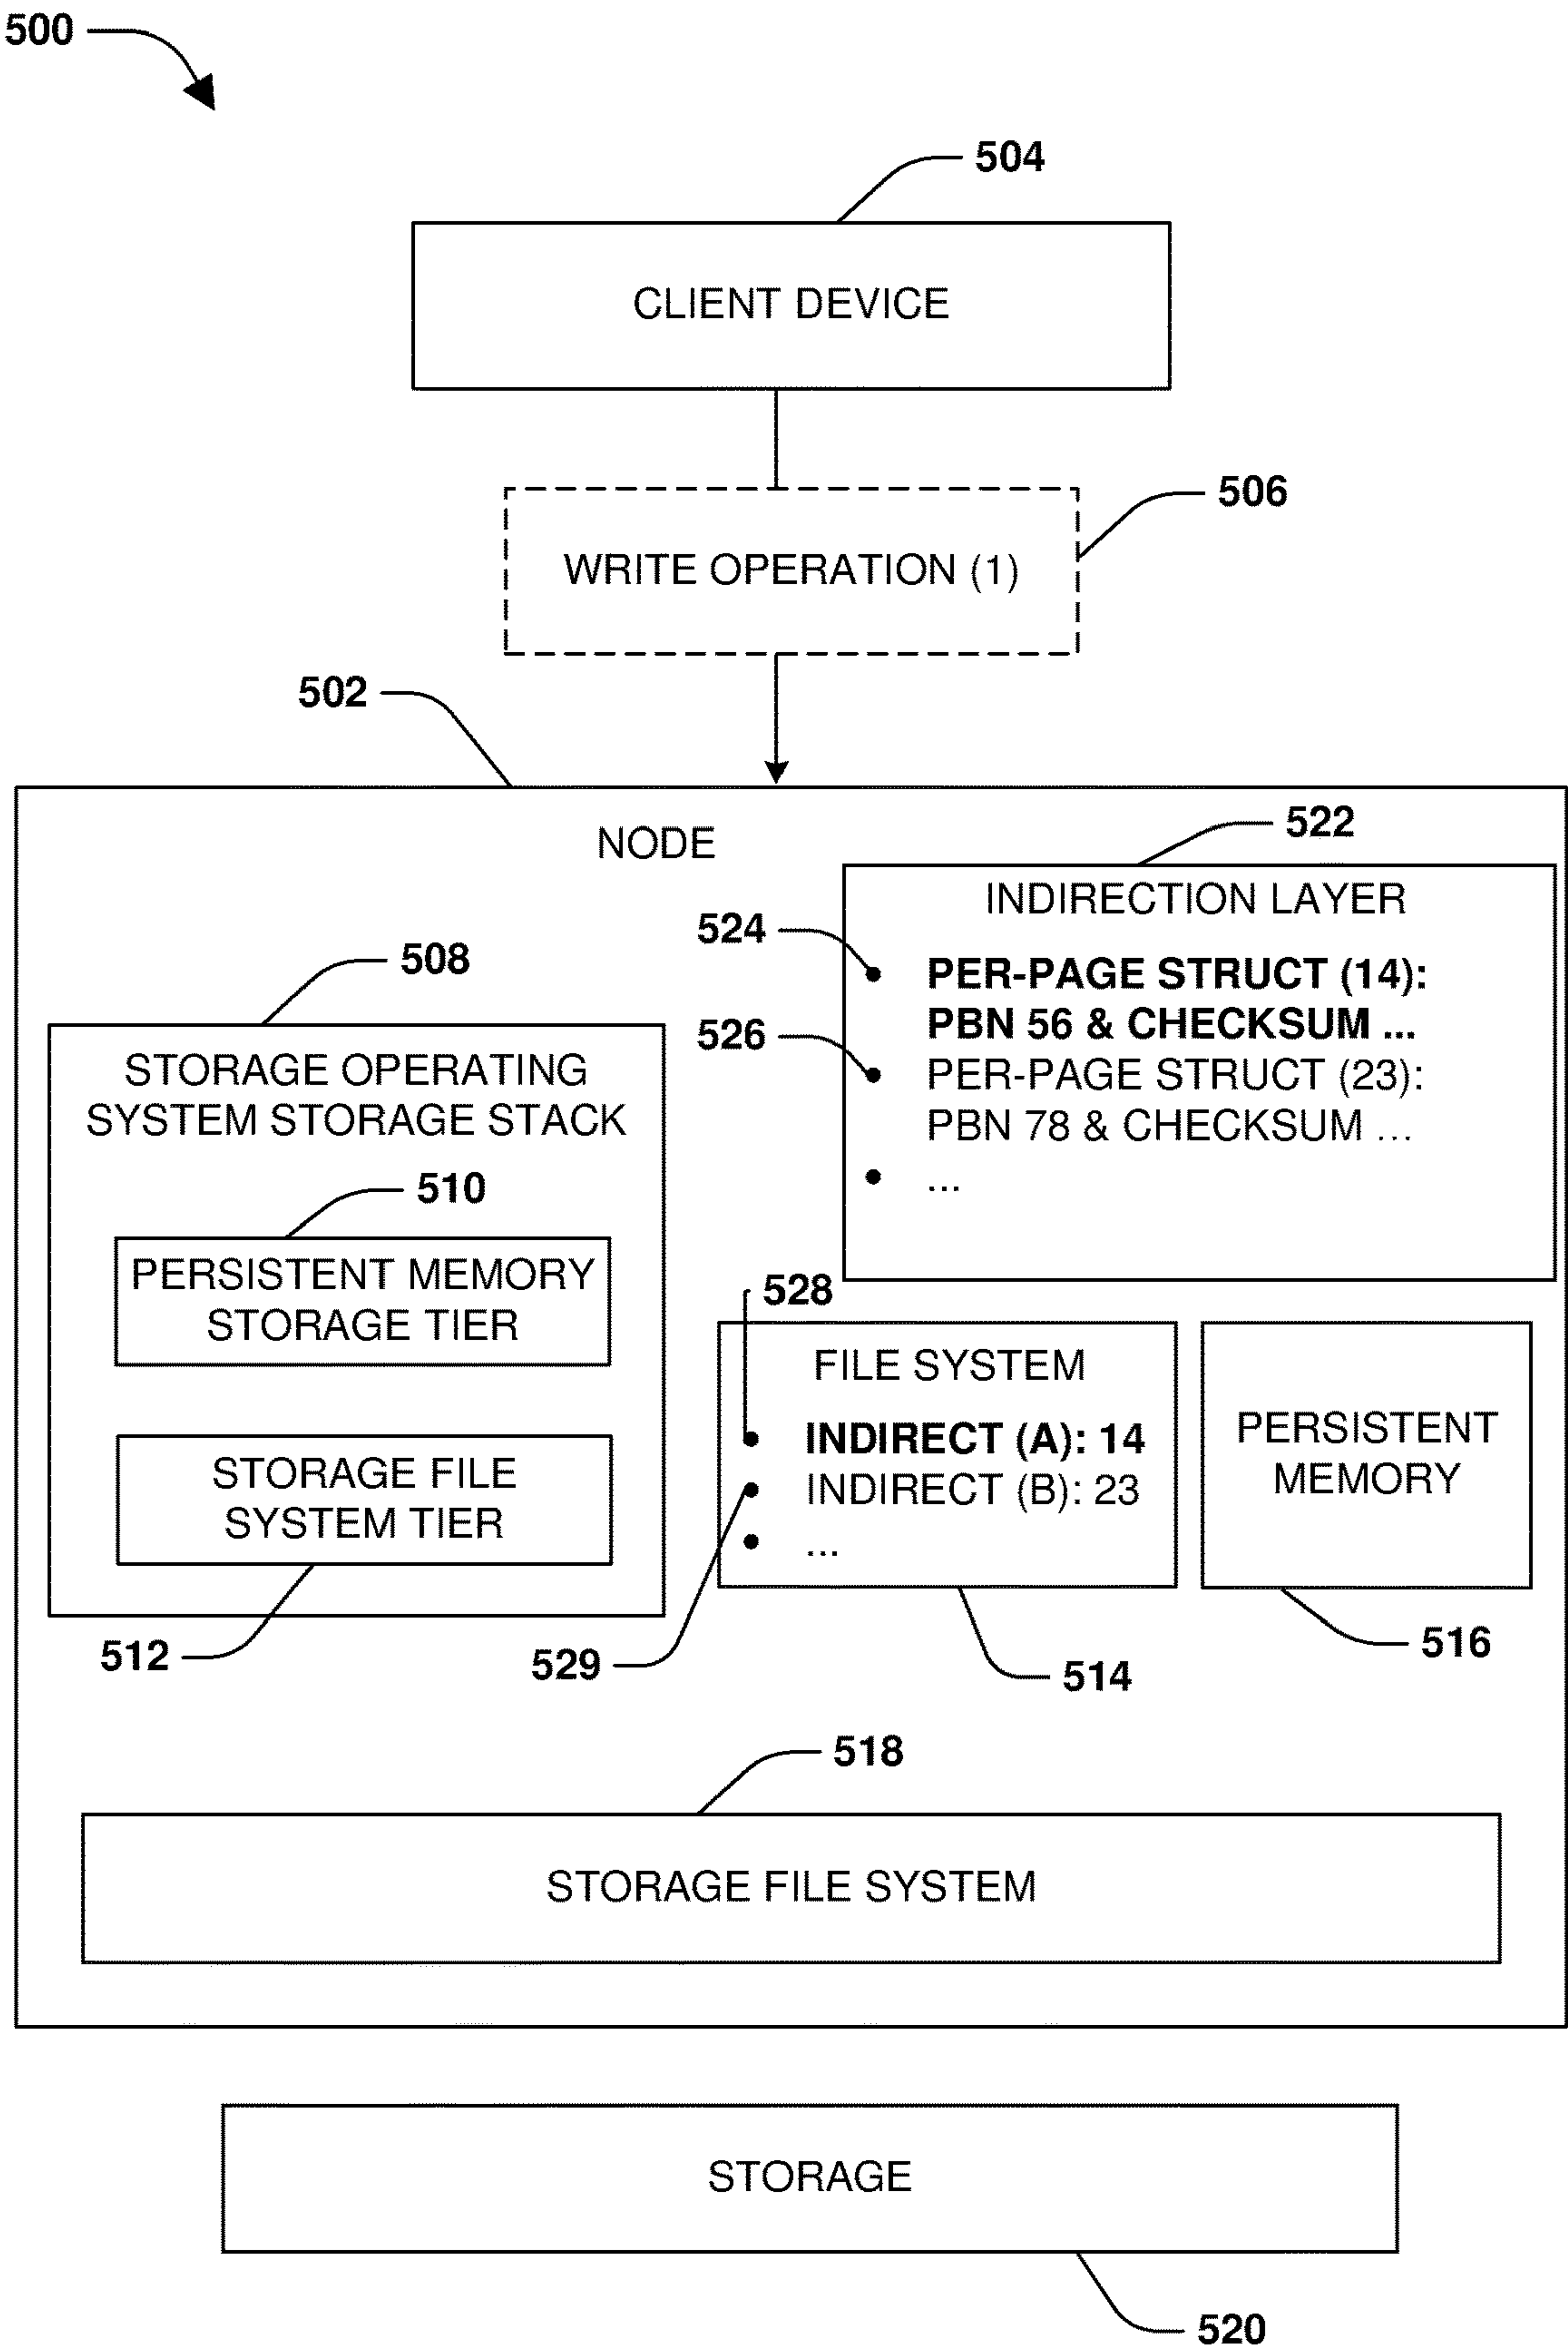 500
504
CLIENT DEVICE
506
WRITE OPERATION (1)
502
NODE
522
INDIRECTION LAYER
524
• PER-PAGE STRUCT (14):
PBN 56 & CHECKSUM ...
526
• PER-PAGE STRUCT (23):
PBN 78 & CHECKSUM ...
• ...
508
STORAGE OPERATING
SYSTEM STORAGE STACK
510
PERSISTENT MEMORY
STORAGE TIER
STORAGE FILE
SYSTEM TIER
512
528
FILE SYSTEM
• INDIRECT (A): 14
• INDIRECT (B): 23
• ...
529
514
PERSISTENT
MEMORY
516
518
STORAGE FILE SYSTEM
STORAGE
520